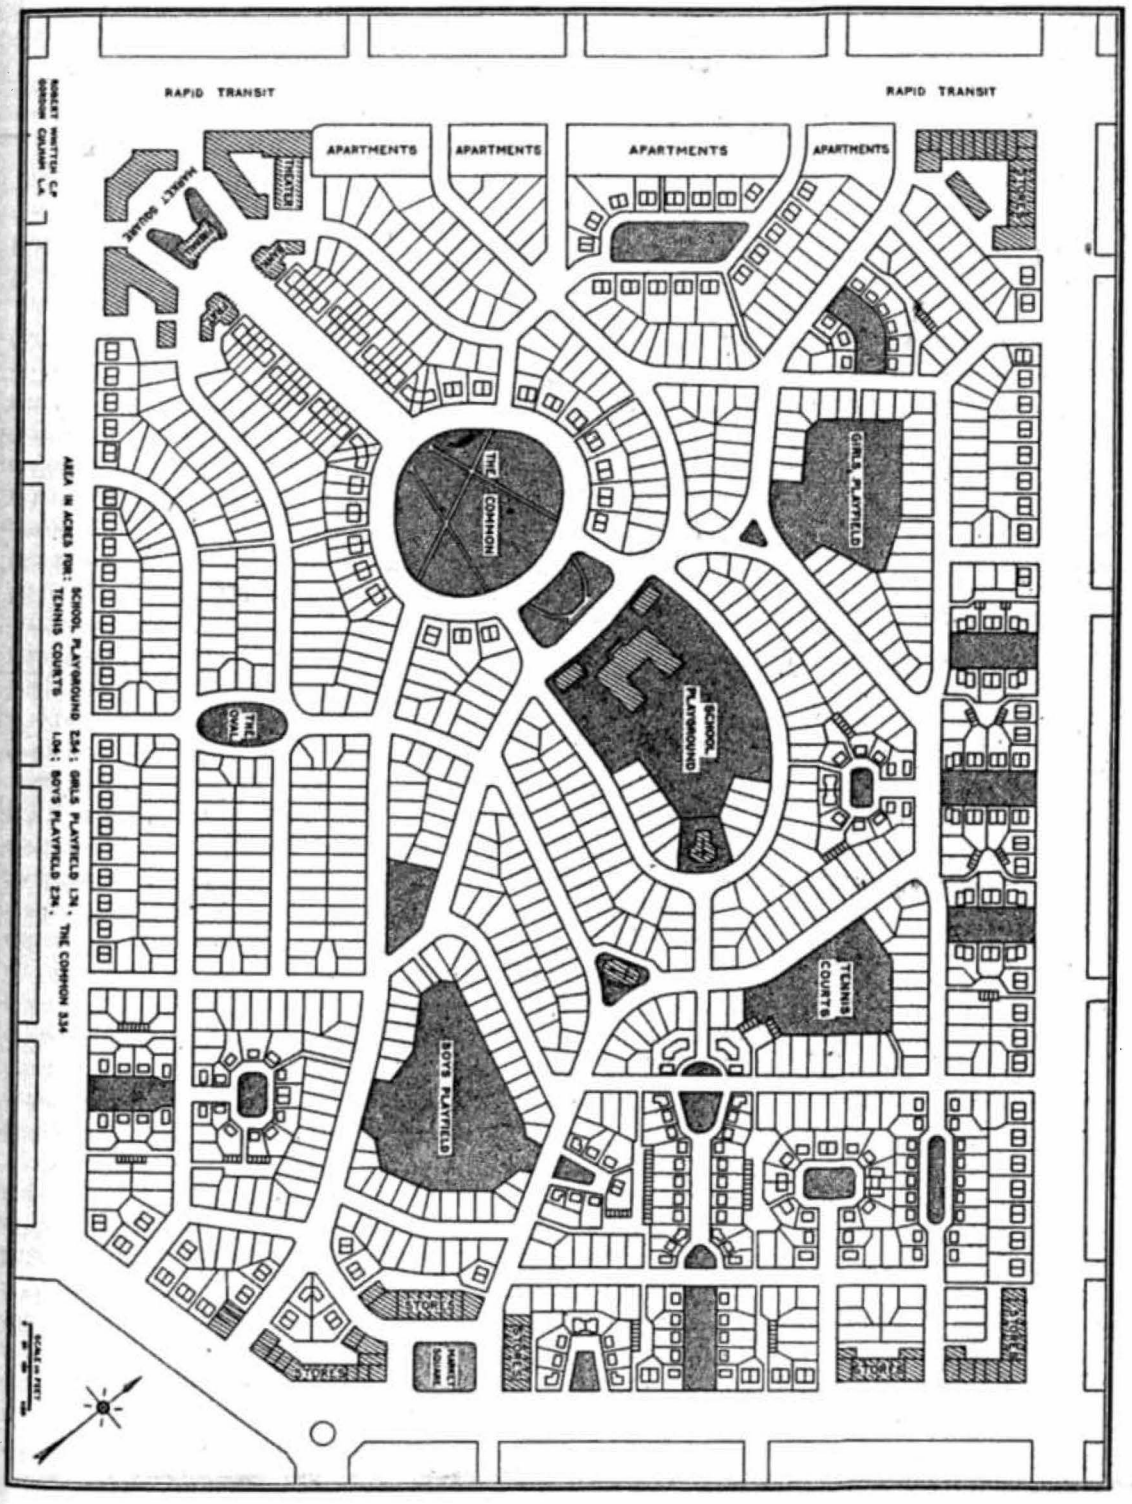 RAPID TRANSIT
RAPID TRANSIT
ROBERT WHITTEN C.P.
GORDON CULHAM L.A.
APARTMENTS
APARTMENTS
APARTMENTS
APARTMENTS
THEATER
STORES
MARKET SQUARE
BANK
THE COMMON
GIRLS PLAYFIELD
SCHOOL
PLAYGROUND
THE
OVAL
TENNIS
COURTS
BOYS PLAYFIELD
AREA IN ACRES FOR: SCHOOL PLAYGROUND 2.54; GIRLS PLAYFIELD 1.74, THE COMMON 3.34
TENNIS COURTS 1.04; BOYS PLAYFIELD 2.74,
STORES
STORES
MARKET
SQUARE
STORES
STORES
STORES
SCALE IN FEET